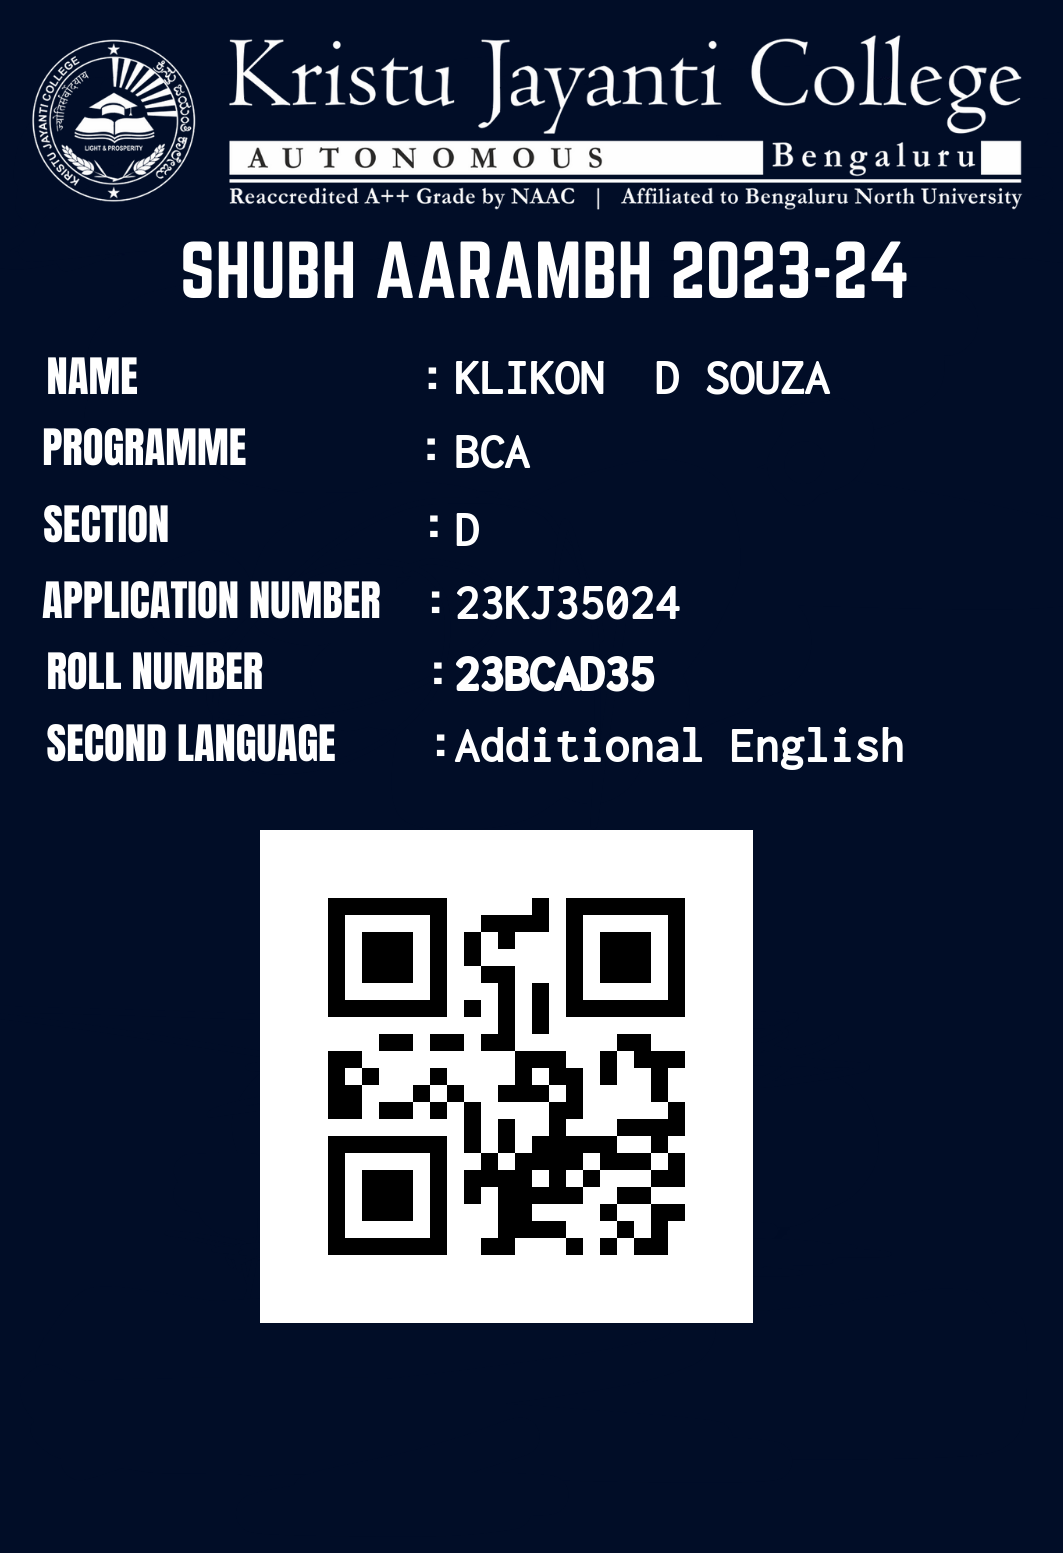 KRISTU JAYANTI COLLEGE
ಕ್ರಿಸ್ತು ಜಯಂತಿ ಕಾಲೇಜು
LIGHT & PROSPERITY
Kristu Jayanti College
AUTONOMOUS Bengaluru
Reaccredited A++ Grade by NAAC | Affiliated to Bengaluru North University
SHUBH AARAMBH 2023-24
NAME : KLIKON D SOUZA
PROGRAMME : BCA
SECTION : D
APPLICATION NUMBER : 23KJ35024
ROLL NUMBER : 23BCAD35
SECOND LANGUAGE : Additional English